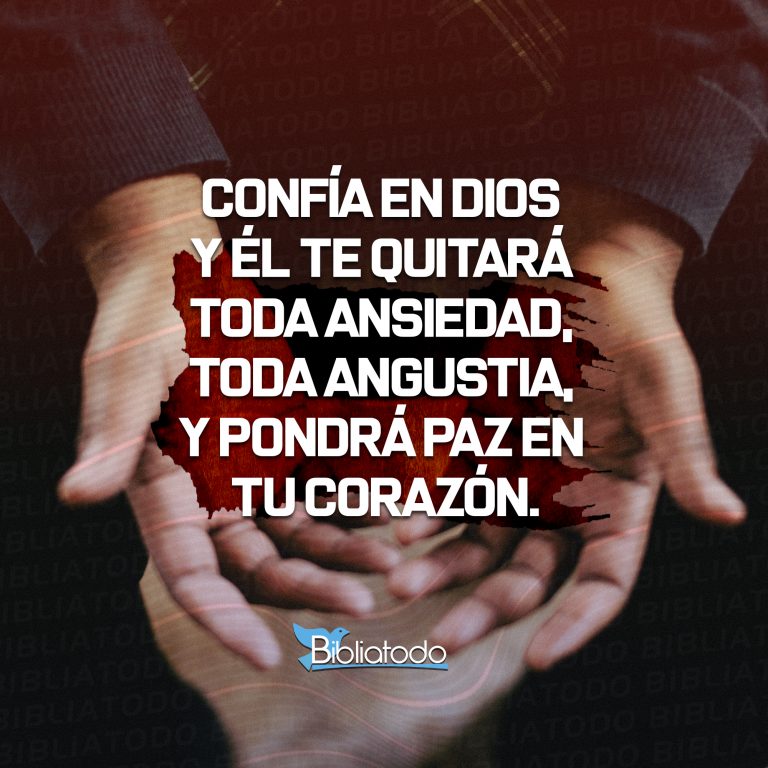 CONFÍA EN DIOS
Y ÉL TE QUITARÁ
TODA ANSIEDAD,
TODA ANGUSTIA,
Y PONDRÁ PAZ EN
TU CORAZÓN.
Bibliatodo